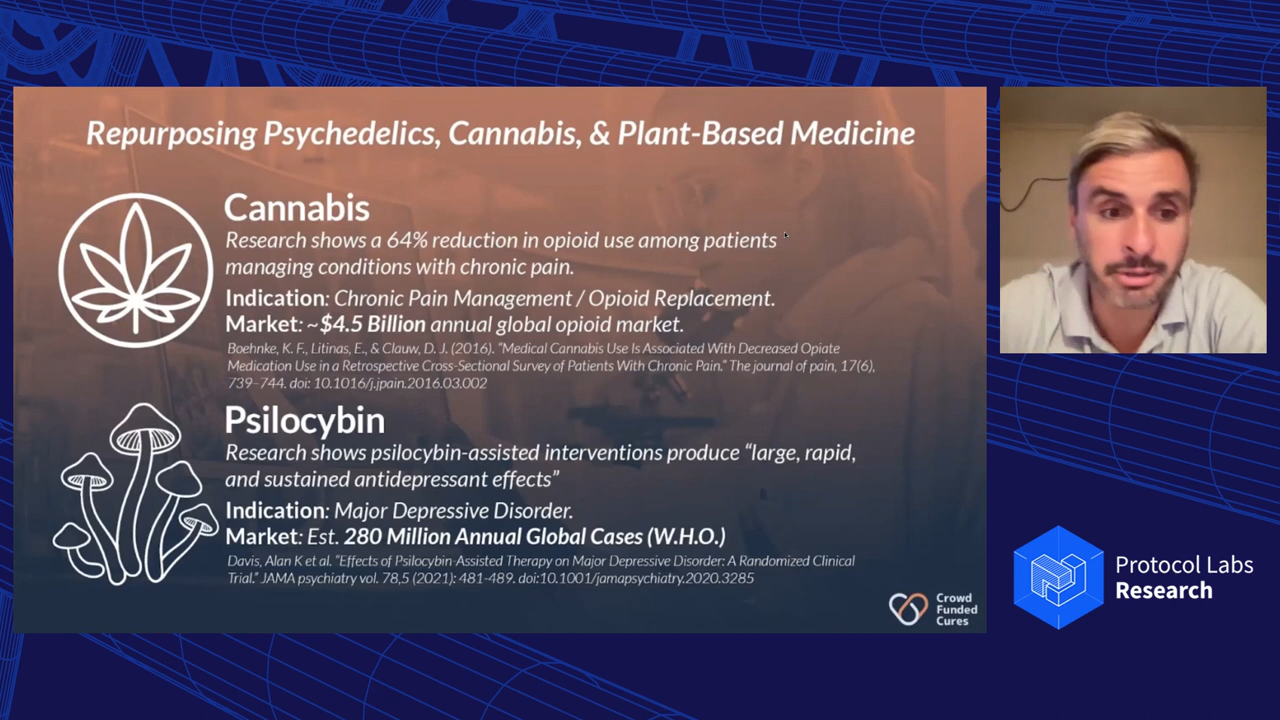 Repurposing Psychedelics, Cannabis, & Plant-Based Medicine
Cannabis
Research shows a 64% reduction in opioid use among patients
managing conditions with chronic pain.
Indication: Chronic Pain Management / Opioid Replacement.
Market: ~$4.5 Billion annual global opioid market.
Boehnke, K. F., Litinas, E., & Clauw, D. J. (2016). "Medical Cannabis Use Is Associated With Decreased Opiate
Medication Use in a Retrospective Cross-Sectional Survey of Patients With Chronic Pain." The journal of pain, 17(6),
739–744. doi: 10.1016/j.jpain.2016.03.002
Psilocybin
Research shows psilocybin-assisted interventions produce “large, rapid,
and sustained antidepressant effects”
Indication: Major Depressive Disorder.
Market: Est. 280 Million Annual Global Cases (W.H.O.)
Davis, Alan K et al. “Effects of Psilocybin-Assisted Therapy on Major Depressive Disorder: A Randomized Clinical
Trial.” JAMA psychiatry vol. 78,5 (2021): 481-489. doi:10.1001/jamapsychiatry.2020.3285
Crowd
Funded
Cures
Protocol Labs
Research